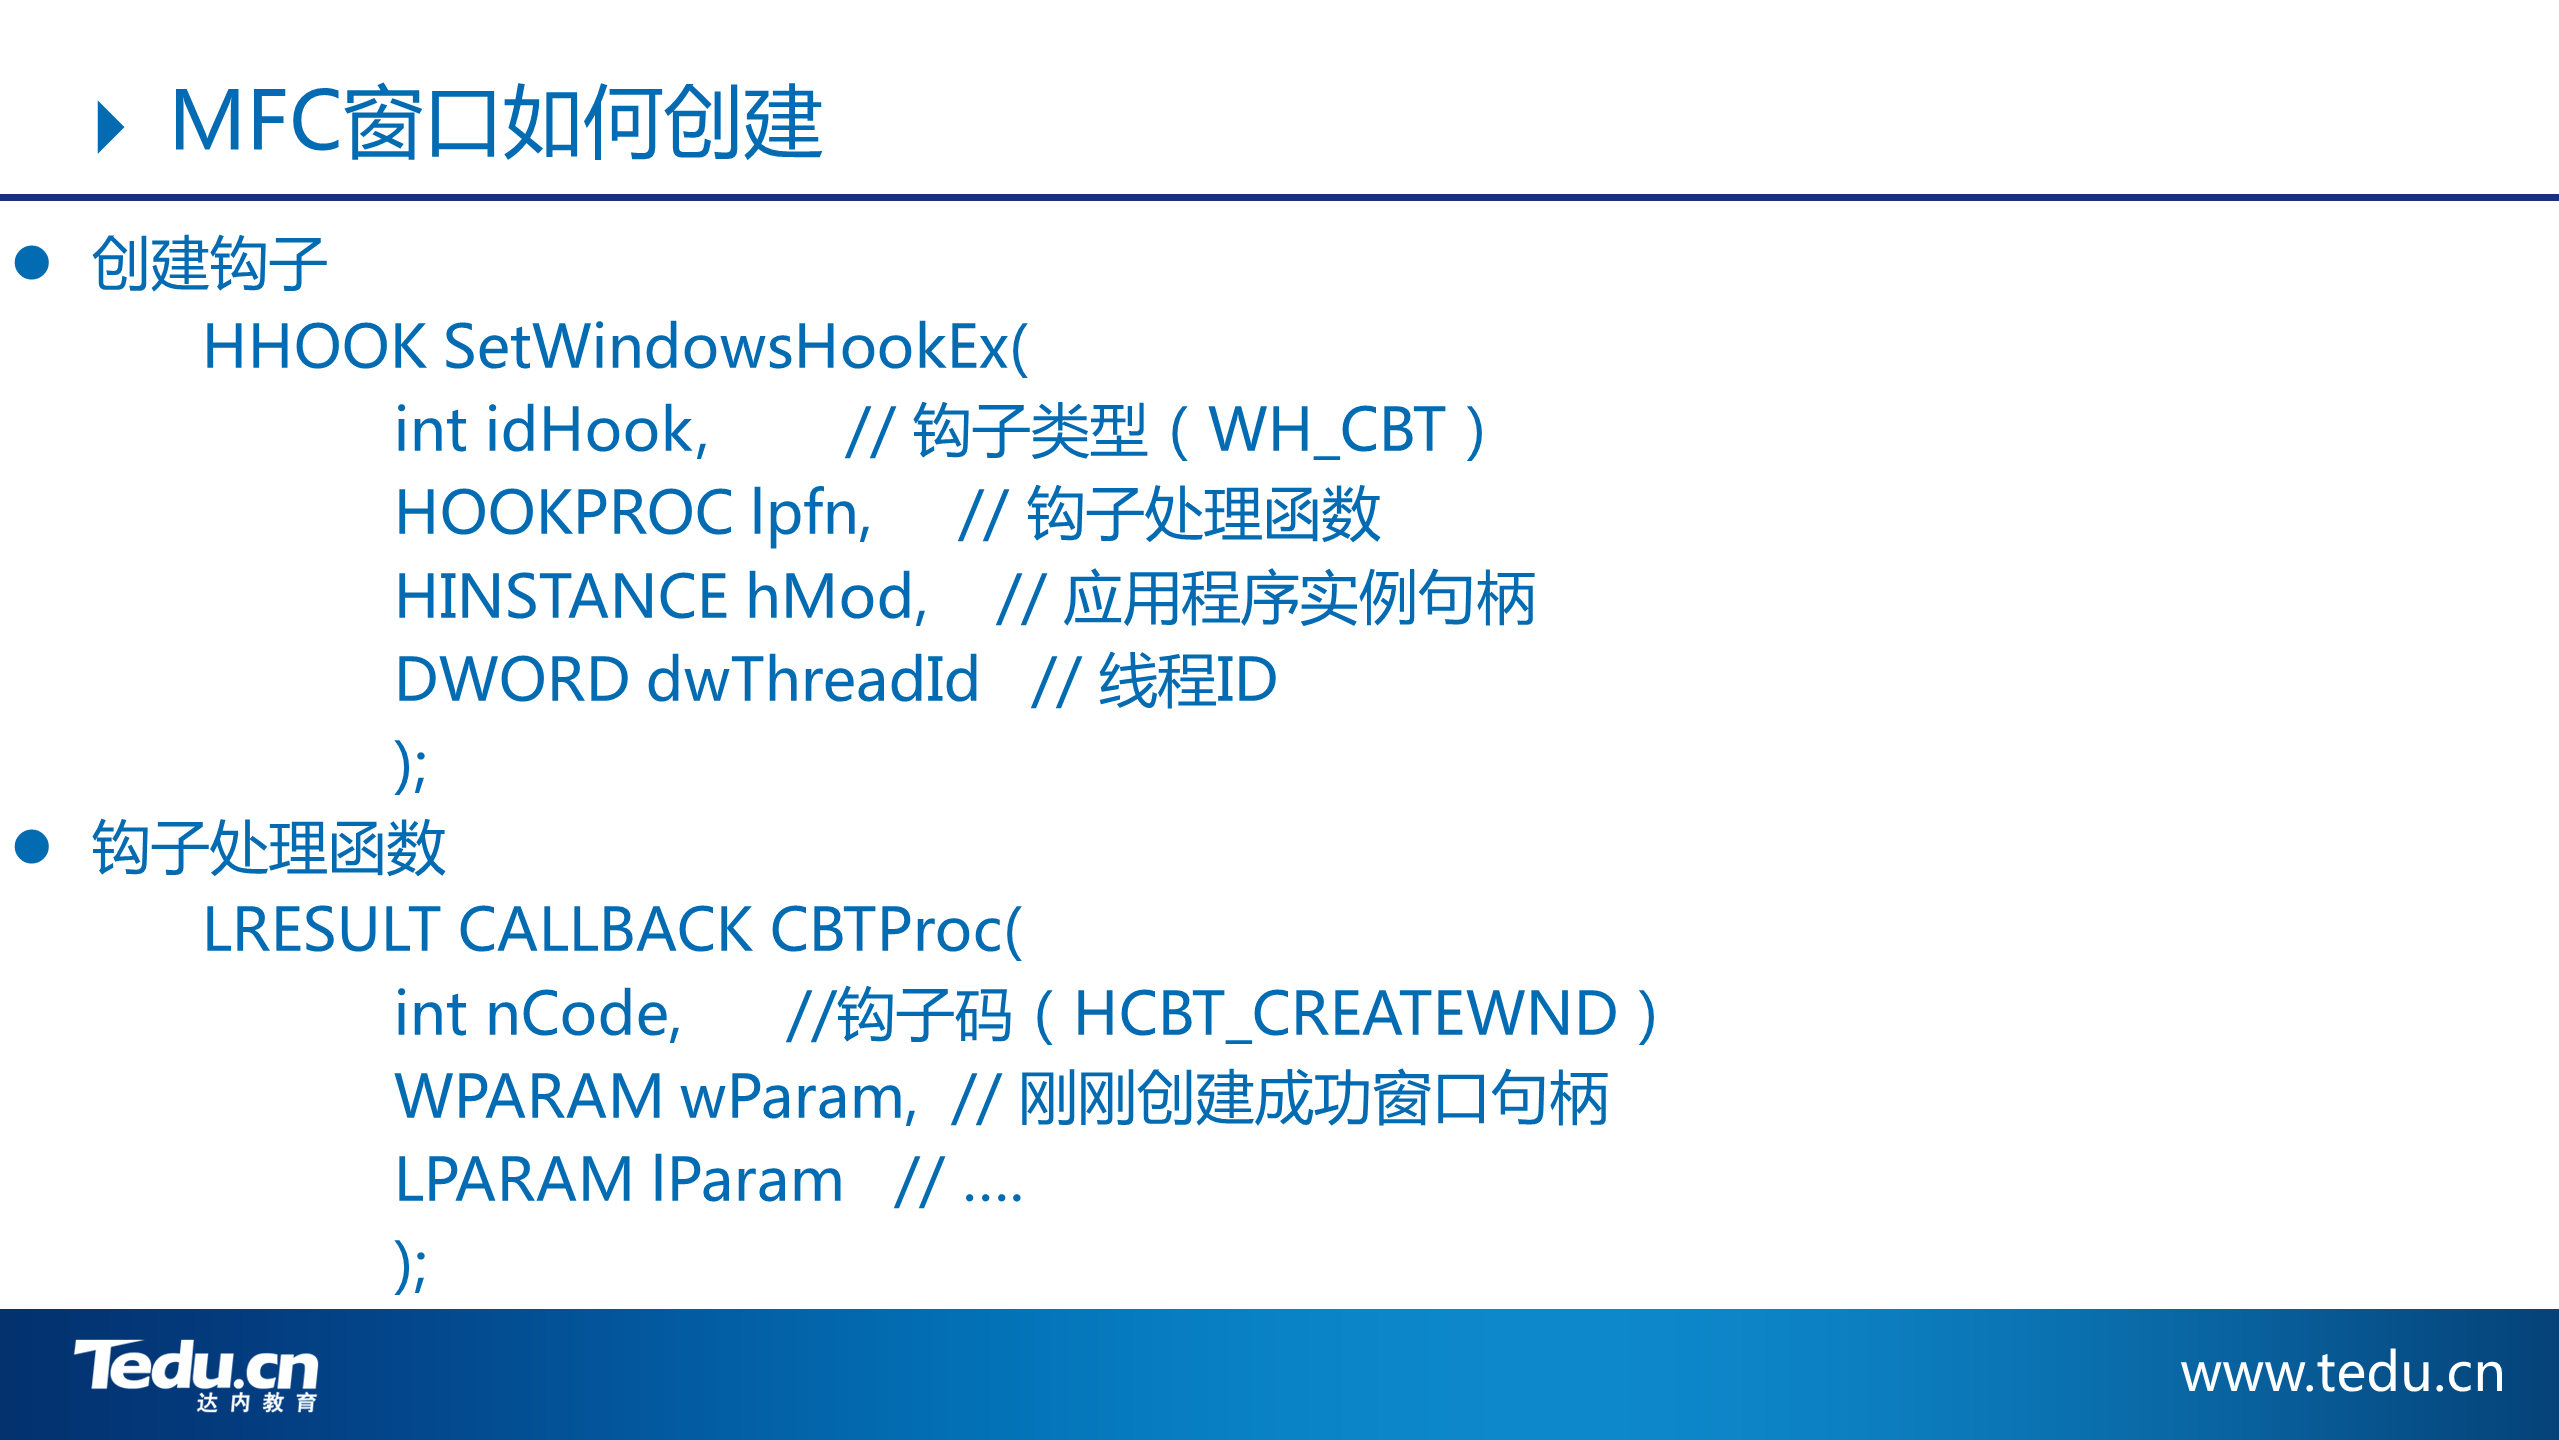 MFC窗口如何创建
创建钩子
HHOOK SetWindowsHookEx(
int idHook, // 钩子类型（WH_CBT）
HOOKPROC lpfn, // 钩子处理函数
HINSTANCE hMod, // 应用程序实例句柄
DWORD dwThreadId // 线程ID
);
钩子处理函数
LRESULT CALLBACK CBTProc(
int nCode, //钩子码（HCBT_CREATEWND）
WPARAM wParam, // 刚刚创建成功窗口句柄
LPARAM lParam // ....
);
Tedu.cn
达内教育
www.tedu.cn